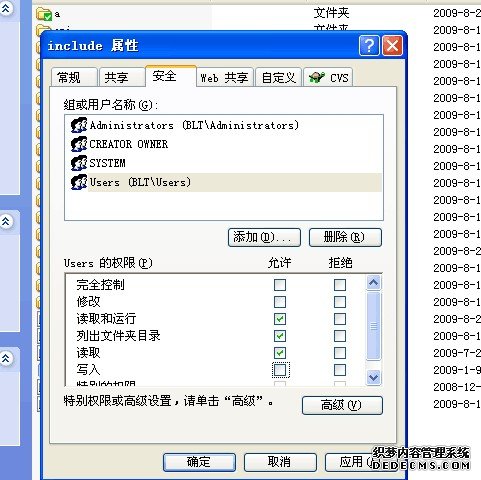 a 文件夹 2009-8-2
include 属性
常规 共享 安全 Web 共享 自定义 CVS
组或用户名称(G):
Administrators (BLT\Administrators)
CREATOR OWNER
SYSTEM
Users (BLT\Users)
添加(D)... 删除(R)
Users 的权限(P) 允许 拒绝
完全控制
修改
读取和运行
列出文件夹目录
读取
写入
特别的权限
特别权限或高级设置，请单击“高级”。
高级(V)
确定 取消 应用(A)
2009-8-1
2009-8-1
2009-8-1
2009-8-1
2009-8-1
2009-8-1
2009-8-1
2009-8-1
2009-8-1
2009-8-1
2009-8-1
2009-8-1
2009-8-2
2009-8-1
2009-8-1
2009-8-1
2009-8-2
2009-8-1
2009-7-2
2009-1-9
2008-12-
2009-8-1
织梦内容管理系统
DEDECMS.COM